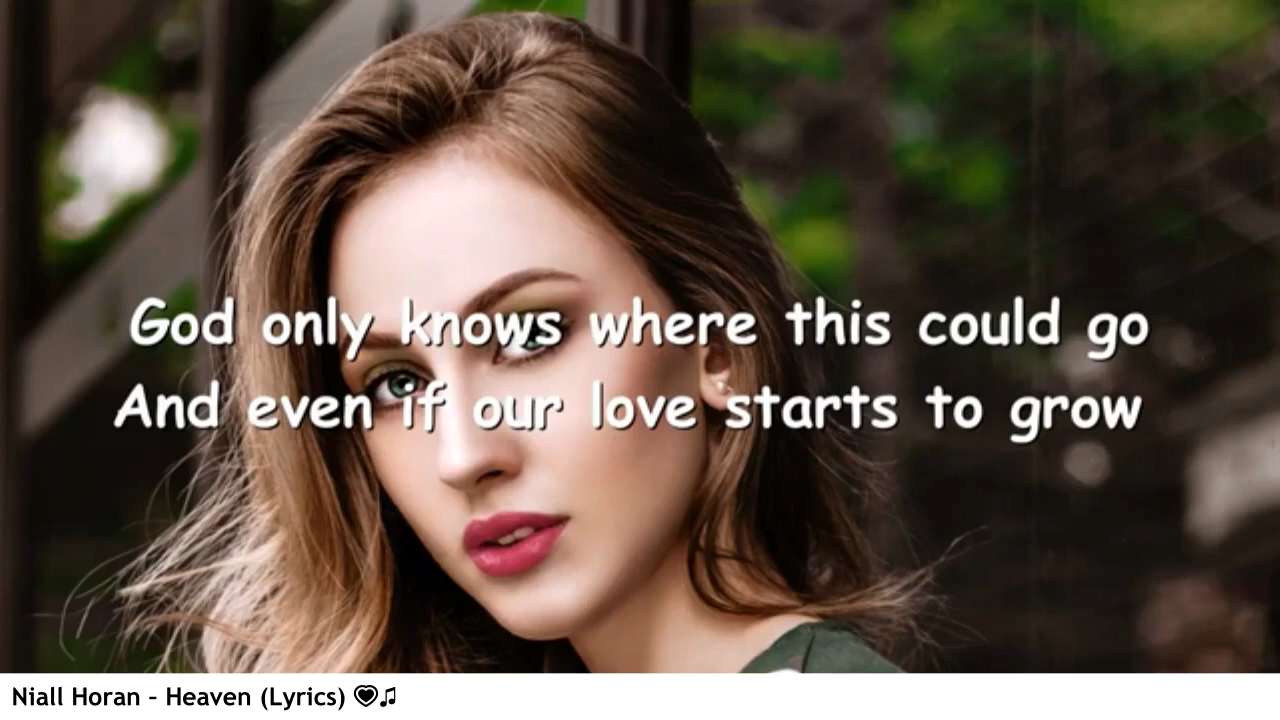 God only knows where this could go
And even if our love starts to grow
Niall Horan – Heaven (Lyrics) 💗🎵